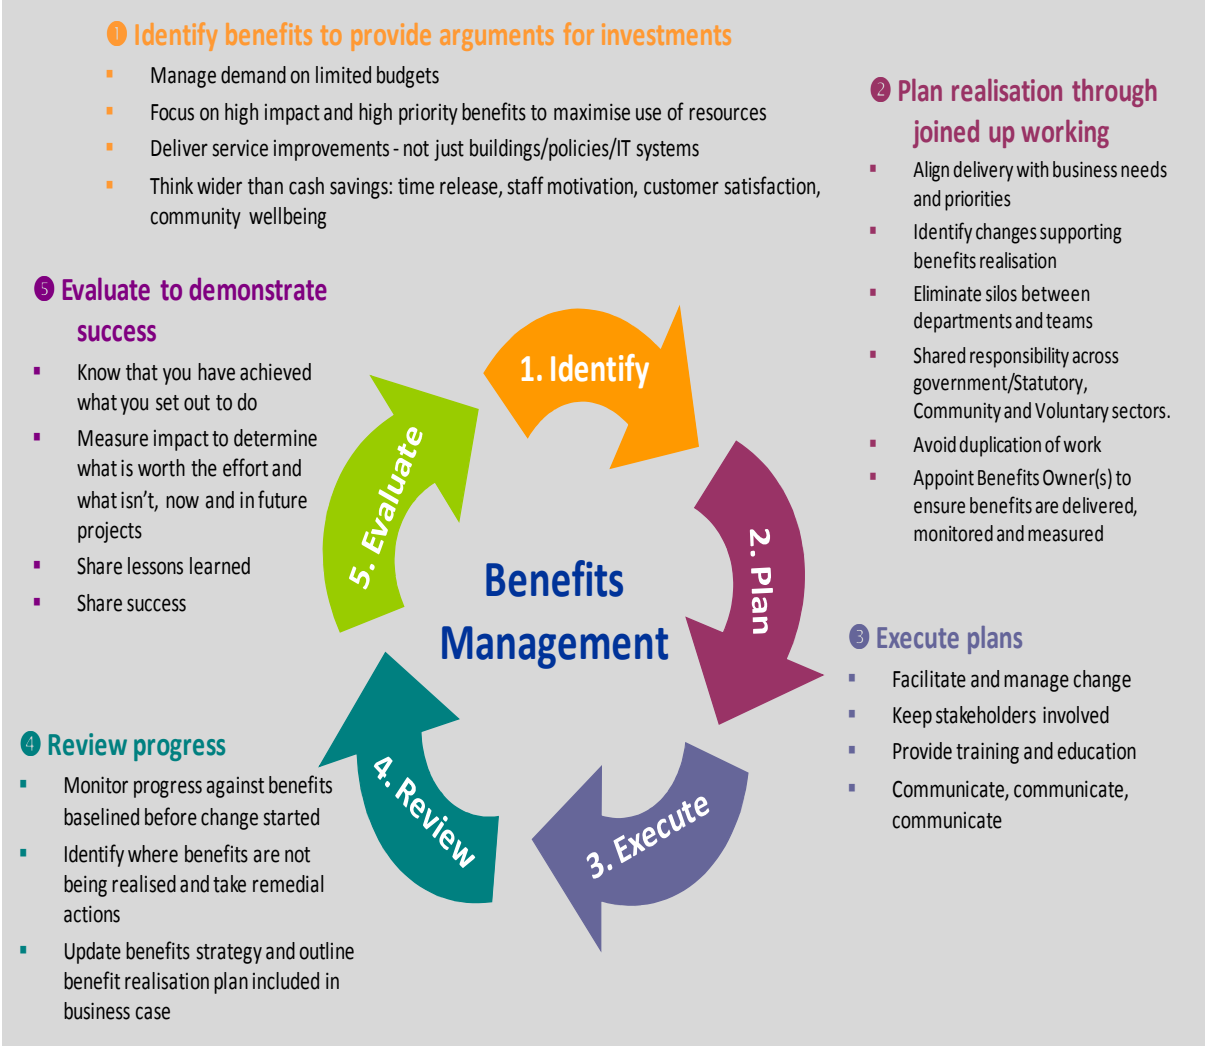 ❶ Identify benefits to provide arguments for investments
▪ Manage demand on limited budgets
▪ Focus on high impact and high priority benefits to maximise use of resources
▪ Deliver service improvements - not just buildings/policies/IT systems
▪ Think wider than cash savings: time release, staff motivation, customer satisfaction,
community wellbeing
❷ Plan realisation through
joined up working
▪ Align delivery with business needs
and priorities
▪ Identify changes supporting
benefits realisation
▪ Eliminate silos between
departments and teams
▪ Shared responsibility across
government/Statutory,
Community and Voluntary sectors.
▪ Avoid duplication of work
▪ Appoint Benefits Owner(s) to
ensure benefits are delivered,
monitored and measured
❸ Execute plans
▪ Facilitate and manage change
▪ Keep stakeholders involved
▪ Provide training and education
▪ Communicate, communicate,
communicate
❹ Review progress
▪ Monitor progress against benefits
baselined before change started
▪ Identify where benefits are not
being realised and take remedial
actions
▪ Update benefits strategy and outline
benefit realisation plan included in
business case
❺ Evaluate to demonstrate
success
▪ Know that you have achieved
what you set out to do
▪ Measure impact to determine
what is worth the effort and
what isn't, now and in future
projects
▪ Share lessons learned
▪ Share success
1. Identify
2. Plan
3. Execute
4. Review
5. Evaluate
Benefits
Management